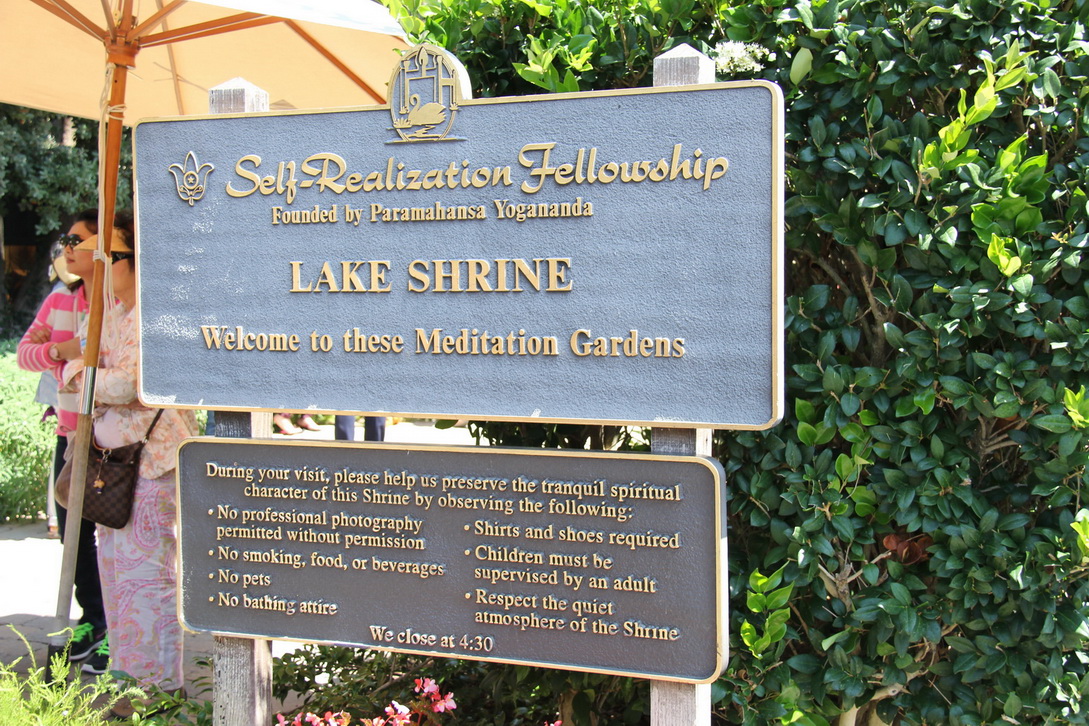 Self-Realization Fellowship
Founded by Paramahansa Yogananda
LAKE SHRINE
Welcome to these Meditation Gardens
During your visit, please help us preserve the tranquil spiritual
character of this Shrine by observing the following:
• No professional photography
permitted without permission
• No smoking, food, or beverages
• No pets
• No bathing attire
• Shirts and shoes required
• Children must be
supervised by an adult
• Respect the quiet
atmosphere of the Shrine
We close at 4:30